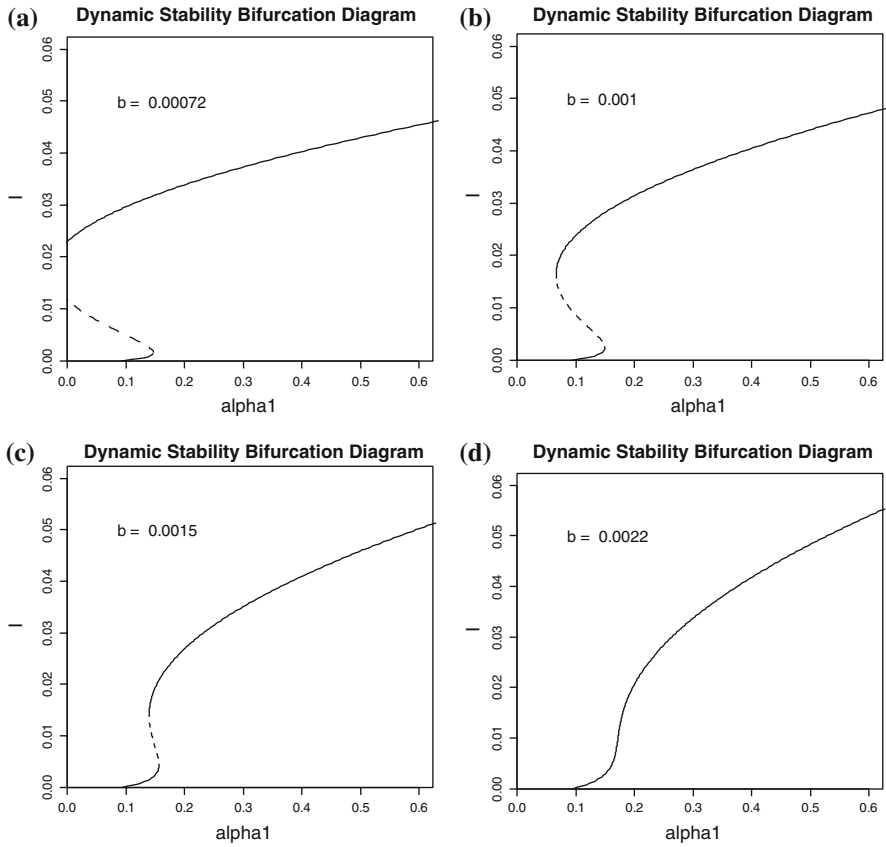 (a) Dynamic Stability Bifurcation Diagram
b = 0.00072
I
0.00 0.01 0.02 0.03 0.04 0.05 0.06
0.0 0.1 0.2 0.3 0.4 0.5 0.6
alpha1
(b) Dynamic Stability Bifurcation Diagram
b = 0.001
I
0.00 0.01 0.02 0.03 0.04 0.05 0.06
0.0 0.1 0.2 0.3 0.4 0.5 0.6
alpha1
(c) Dynamic Stability Bifurcation Diagram
b = 0.0015
I
0.00 0.01 0.02 0.03 0.04 0.05 0.06
0.0 0.1 0.2 0.3 0.4 0.5 0.6
alpha1
(d) Dynamic Stability Bifurcation Diagram
b = 0.0022
I
0.00 0.01 0.02 0.03 0.04 0.05 0.06
0.0 0.1 0.2 0.3 0.4 0.5 0.6
alpha1